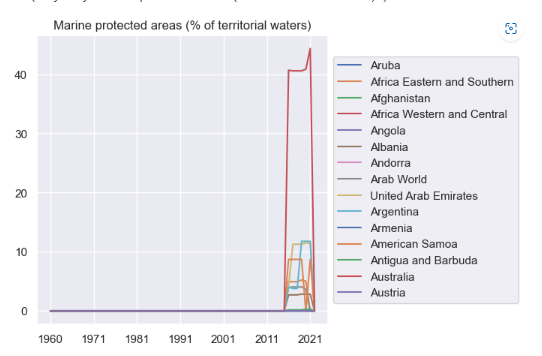 Marine protected areas (% of territorial waters)
40
30
20
10
0
1960 1971 1981 1991 2001 2011 2021
Aruba
Africa Eastern and Southern
Afghanistan
Africa Western and Central
Angola
Albania
Andorra
Arab World
United Arab Emirates
Argentina
Armenia
American Samoa
Antigua and Barbuda
Australia
Austria